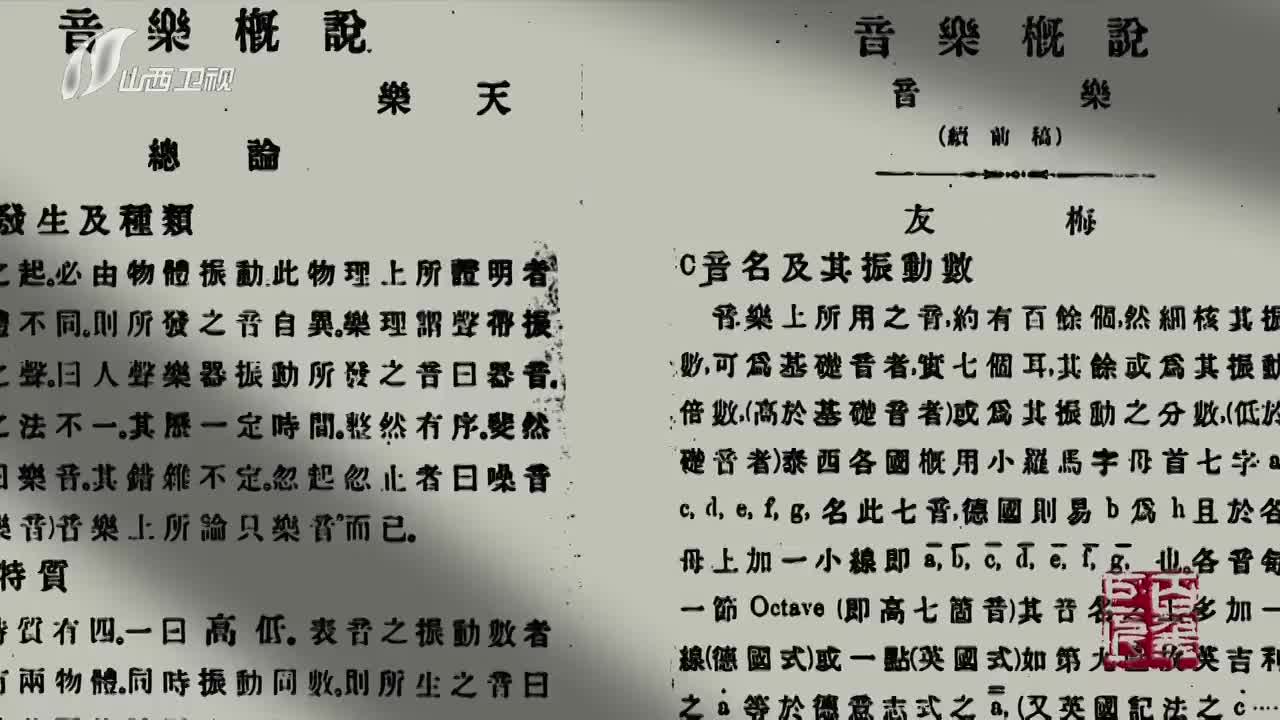 音樂概說
山西卫视
樂天
總論
發生及種類
之起。必由物體振動。此物理上所證明者
體不同。則所發之音自異。樂理謂聲帶振
之聲。曰人聲樂器振動所發之音曰器音。
之法不一。其歷一定時間。整然有序。斐然
曰樂音。其錯雜不定。忽起忽止者曰噪音
樂音)音樂上所論只樂音而已。
特質
特質有四。一曰高低。表音之振動數者
有兩物體。同時振動同數。則所生之音曰
音樂概說
音樂
(續前稿)
友梅
C音名及其振動數
音樂上所用之音,約有百餘個,然細核其振
數,可爲基礎音者,實七個耳,其餘或爲其振動
倍數,(高於基礎音者)或爲其振動之分數,(低於
礎音者)泰西各國概用小羅馬字母首七字a
c, d, e, f, g, 名此七音,德國則易b爲h且於各
母上加一小線即 a̅, b̅, c̅, d̅, e̅, f̅, g̅, 也。各音每
一節 Octave (即高七箇音)其音名之上多加一
線(德國式)或一點(英國式)如第 英吉利
之 ȧ 等於德意志式之 a̿, (又英國記法之 ċ ……